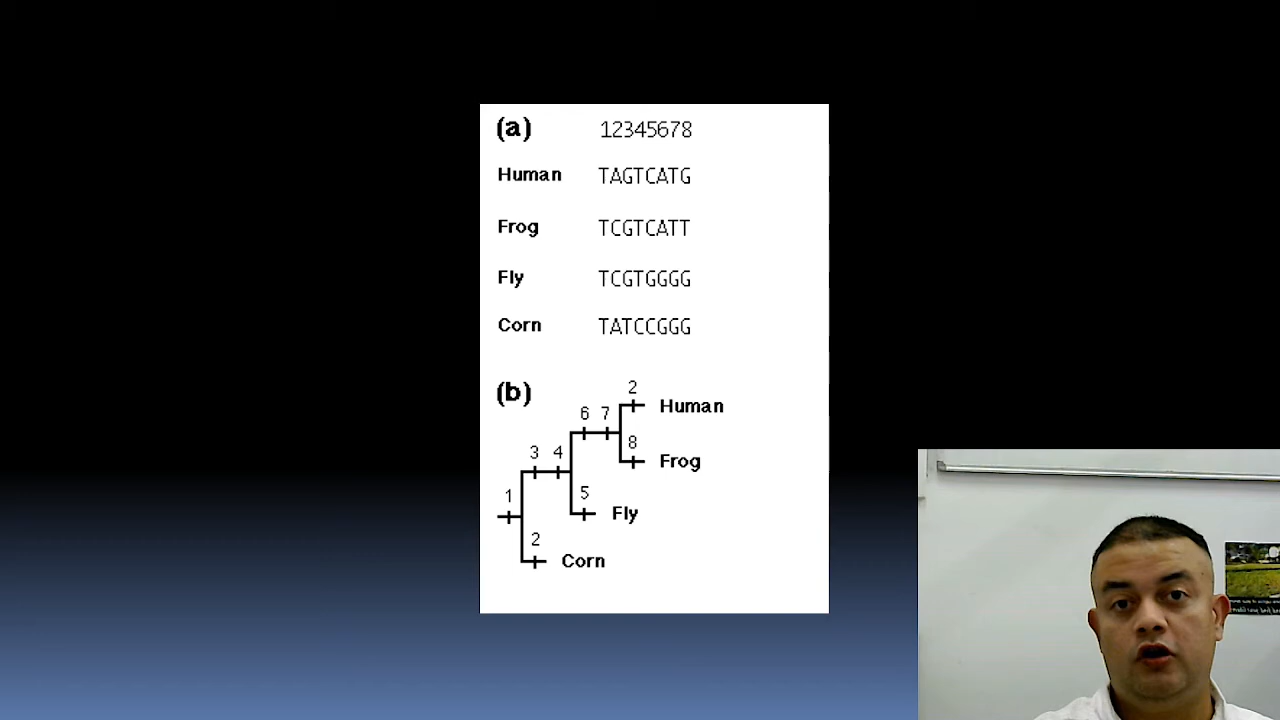 (a) 12345678
Human TAGTCATG
Frog TCGTCATT
Fly TCGTGGGG
Corn TATCCGGG
(b)
2
Human
6 7
8
3 4
Frog
5
1
Fly
2
Corn